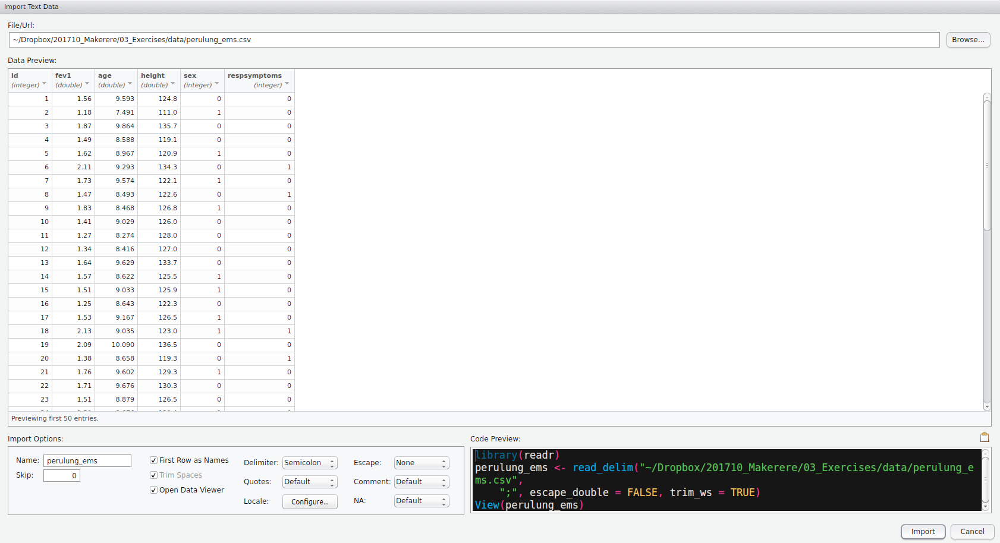 Import Text Data
File/Url:
~/Dropbox/201710_Makerere/03_Exercises/data/perulung_ems.csv Browse...
Data Preview:
id fev1 age height sex respsymptoms
(integer) (double) (double) (double) (integer) (integer)
1 1.56 9.593 124.8 0 0
2 1.18 7.491 111.0 1 0
3 1.87 9.864 135.7 0 0
4 1.49 8.588 119.1 0 0
5 1.62 8.967 120.9 1 0
6 2.11 9.293 134.3 0 1
7 1.73 9.574 122.1 1 0
8 1.47 8.493 122.6 0 1
9 1.83 8.468 126.8 1 0
10 1.41 9.029 126.0 0 0
11 1.27 8.274 128.0 0 0
12 1.34 8.416 127.0 0 0
13 1.64 9.629 133.7 0 0
14 1.57 8.622 125.5 1 0
15 1.51 9.033 125.9 1 0
16 1.25 8.643 122.3 0 0
17 1.53 9.167 126.5 1 0
18 2.13 9.035 123.0 1 1
19 2.09 10.090 136.5 0 0
20 1.38 8.658 119.3 0 1
21 1.76 9.602 129.3 1 0
22 1.71 9.676 130.3 0 0
23 1.51 8.879 126.5 0 0
Previewing first 50 entries.
Import Options:
Name: perulung_ems
Skip: 0
First Row as Names
Trim Spaces
Open Data Viewer
Delimiter: Semicolon
Quotes: Default
Locale: Configure...
Escape: None
Comment: Default
NA: Default
Code Preview:
library(readr)
perulung_ems <- read_delim("~/Dropbox/201710_Makerere/03_Exercises/data/perulung_e
ms.csv",
";", escape_double = FALSE, trim_ws = TRUE)
View(perulung_ems)
Import Cancel